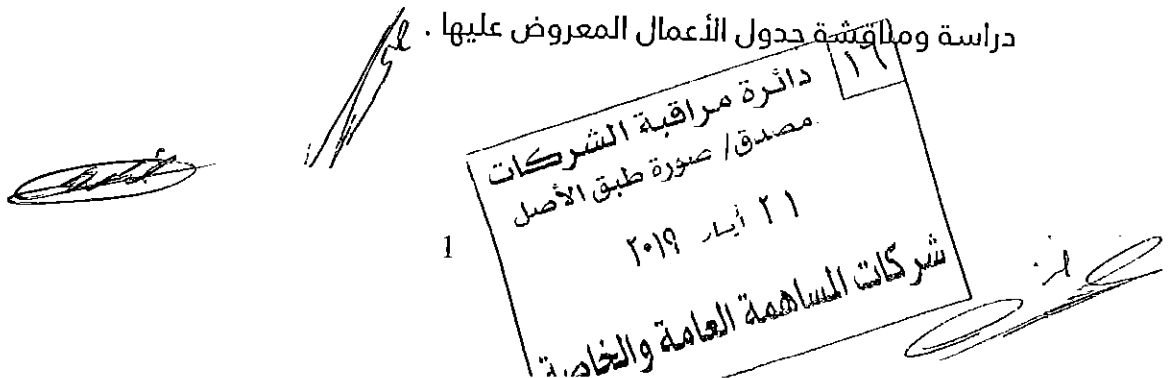 دراسة ومناقشة جدول الأعمال المعروض عليها .
١٦
دائرة مراقبة الشركات
مصدق/ صورة طبق الأصل
٢١ أيار ٢٠١٩
شركات المساهمة العامة والخاصة
1